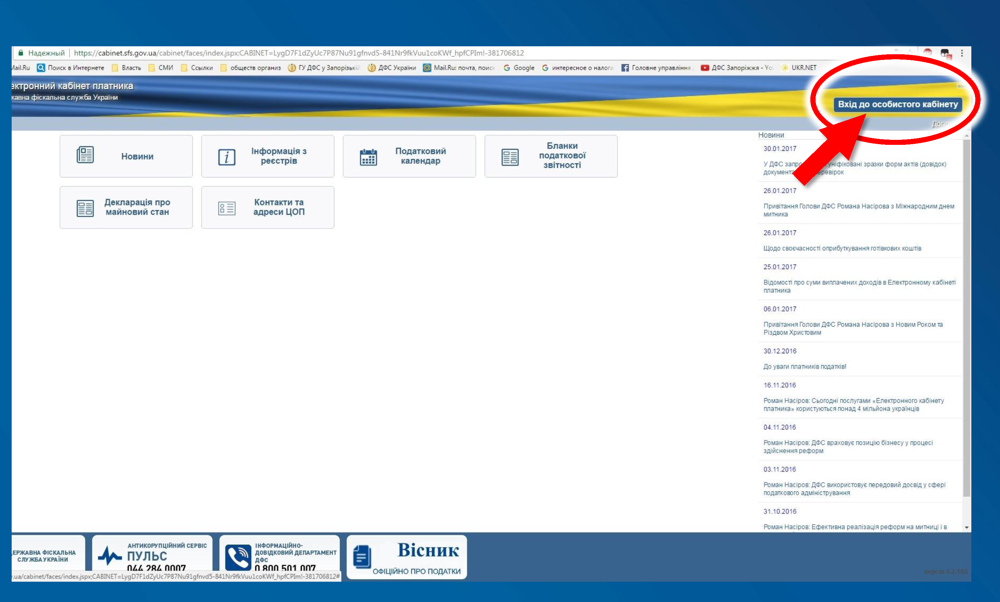 Надежный | https://cabinet.sfs.gov.ua/cabinet/faces/index.jspx;CABINET=LygD7F1dZyUc7P87Nu91gfnvd5-841Nr9fkVuu1coKWf_hpfCPIm!-381706812
Mail.Ru Поиск в Интернете Власть СМИ Ссылки обществ организ ГУ ДФС у Запорізькій ДФС України Mail.Ru: почта, поиск Google интересное о налога Головне управління ДФС Запоріжжя - Yo UKR.NET
ектронний кабінет платника
жавна фіскальна служба України
Вхід до особистого кабінету
Допом
Новини
Інформація з
реєстрів
Податковий
календар
Бланки
податкової
звітності
Декларація про
майновий стан
Контакти та
адреси ЦОП
Новини
30.01.2017
У ДФС запро уніфіковані зразки форм актів (довідок)
документа еревірок
26.01.2017
Привітання Голови ДФС Романа Насірова з Міжнародним днем
митника
26.01.2017
Щодо своєчасності оприбуткування готівкових коштів
25.01.2017
Відомості про суми виплачених доходів в Електронному кабінеті
платника
06.01.2017
Привітання Голови ДФС Романа Насірова з Новим Роком та
Різдвом Христовим
30.12.2016
До уваги платників податків!
16.11.2016
Роман Насіров: Сьогодні послугами «Електронного кабінету
платника» користуються понад 4 мільйона українців
04.11.2016
Роман Насіров: ДФС враховує позицію бізнесу у процесі
здійснення реформ
03.11.2016
Роман Насіров: ДФС використовує передовий досвід у сфері
податкового адміністрування
31.10.2016
Роман Насіров: Ефективна реалізація реформ на митниці і в
ЕРЖАВНА ФІСКАЛЬНА
СЛУЖБА УКРАЇНИ
АНТИКОРУПЦІЙНИЙ СЕРВІС
ПУЛЬС
044 284 0007
ІНФОРМАЦІЙНО-
ДОВІДКОВИЙ ДЕПАРТАМЕНТ
ДФС
0 800 501 007
Вісник
ОФІЦІЙНО ПРО ПОДАТКИ
.ua/cabinet/faces/index.jspx;CABINET=LygD7F1dZyUc7P87Nu91gfnvd5-841Nr9fkVuu1coKWf_hpfCPIm!-381706812#
версія 0.2.105